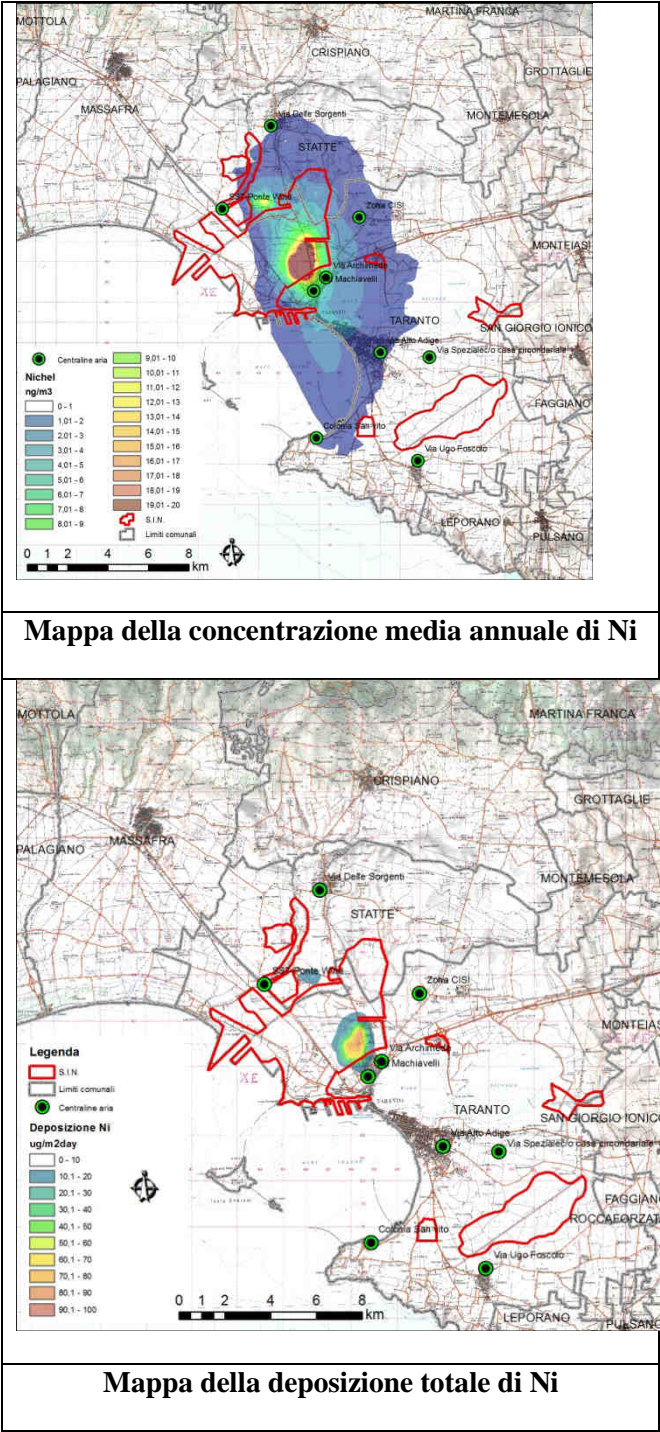 MOTTOLA
MARTINA FRANCA
CRISPIANO
PALAGIANO
GROTTAGLIE
MASSAFRA
Via Delle Sorgenti
MONTEMESOLA
STATTE
SS7 Ponte Wind
Zona CISI
MONTEIASI
Via Archimede
Machiavelli
TARANTO
SAN GIORGIO IONICO
Via Alto Adige
Via Speziale c/o casa circondariale
FAGGIANO
Colonia San Vito
Via Ugo Foscolo
LEPORANO
PULSANO
Centraline aria
Nichel
ng/m3
0 - 1
1,01 - 2
2,01 - 3
3,01 - 4
4,01 - 5
5,01 - 6
6,01 - 7
7,01 - 8
8,01 - 9
9,01 - 10
10,01 - 11
11,01 - 12
12,01 - 13
13,01 - 14
14,01 - 15
15,01 - 16
16,01 - 17
17,01 - 18
18,01 - 19
19,01 - 20
S.I.N.
Limiti comunali
0 1 2 4 6 8
km
Mappa della concentrazione media annuale di Ni
MOTTOLA
MARTINA FRANCA
CRISPIANO
GROTTAGLIE
MASSAFRA
PALAGIANO
Via Delle Sorgenti
MONTEMESOLA
STATTE
SS7 Ponte Wind
Zona CISI
MONTEIAS
Via Archimede
Machiavelli
TARANTO
SAN GIORGIO IONICO
Via Alto Adige
Via Speziale c/o casa circondariale
FAGGIANO
ROCCAFORZAT
Colonia San Vito
Via Ugo Foscolo
LEPORANO
PULSANO
Legenda
S.I.N.
Limiti comunali
Centraline aria
Deposizione Ni
ug/m2day
0 - 10
10,1 - 20
20,1 - 30
30,1 - 40
40,1 - 50
50,1 - 60
60,1 - 70
70,1 - 80
80,1 - 90
90,1 - 100
0 1 2 4 6 8
km
Mappa della deposizione totale di Ni